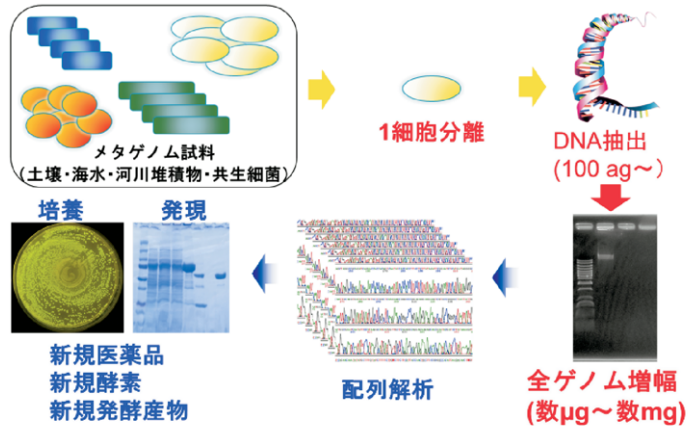 メタゲノム試料
(土壌・海水・河川堆積物・共生細菌)
1細胞分離
DNA抽出
(100 ag~)
全ゲノム増幅
(数μg~数mg)
配列解析
培養
発現
新規医薬品
新規酵素
新規発酵産物